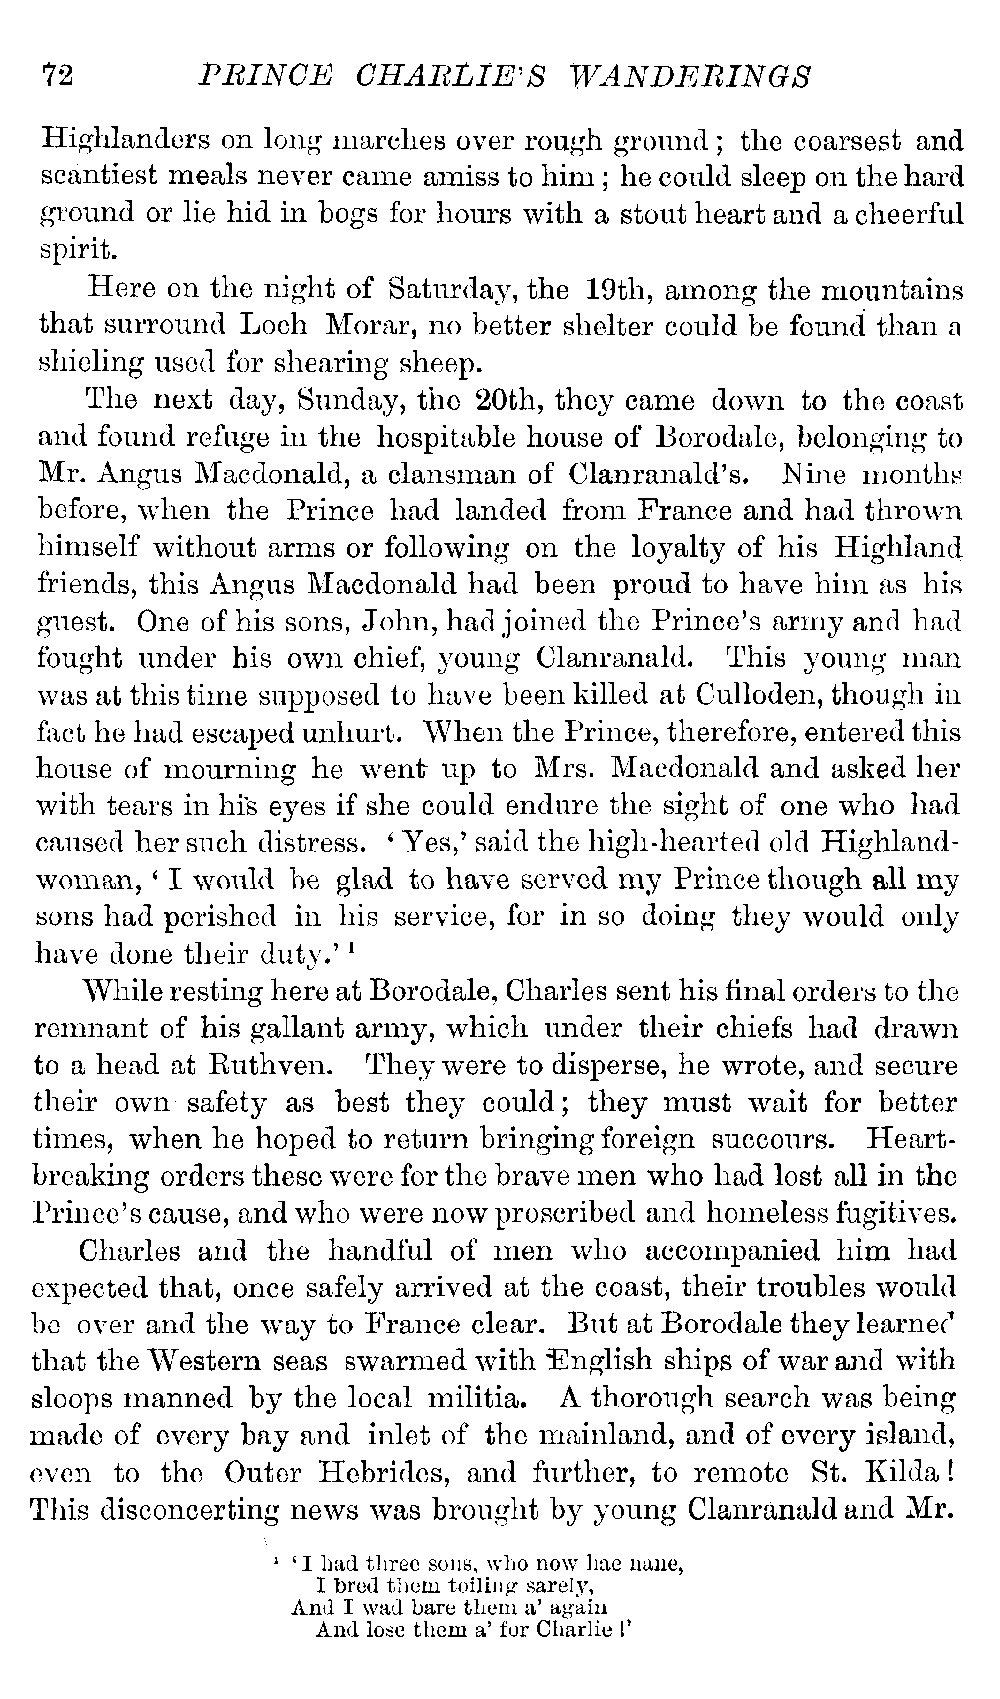 72 PRINCE CHARLIE'S WANDERINGS
Highlanders on long marches over rough ground; the coarsest and
scantiest meals never came amiss to him; he could sleep on the hard
ground or lie hid in bogs for hours with a stout heart and a cheerful
spirit.
Here on the night of Saturday, the 19th, among the mountains
that surround Loch Morar, no better shelter could be found than a
shieling used for shearing sheep.
The next day, Sunday, the 20th, they came down to the coast
and found refuge in the hospitable house of Borodale, belonging to
Mr. Angus Macdonald, a clansman of Clanranald's. Nine months
before, when the Prince had landed from France and had thrown
himself without arms or following on the loyalty of his Highland
friends, this Angus Macdonald had been proud to have him as his
guest. One of his sons, John, had joined the Prince's army and had
fought under his own chief, young Clanranald. This young man
was at this time supposed to have been killed at Culloden, though in
fact he had escaped unhurt. When the Prince, therefore, entered this
house of mourning he went up to Mrs. Macdonald and asked her
with tears in his eyes if she could endure the sight of one who had
caused her such distress. 'Yes,' said the high-hearted old Highland-
woman, 'I would be glad to have served my Prince though all my
sons had perished in his service, for in so doing they would only
have done their duty.' ¹
While resting here at Borodale, Charles sent his final orders to the
remnant of his gallant army, which under their chiefs had drawn
to a head at Ruthven. They were to disperse, he wrote, and secure
their own safety as best they could; they must wait for better
times, when he hoped to return bringing foreign succours. Heart-
breaking orders these were for the brave men who had lost all in the
Prince's cause, and who were now proscribed and homeless fugitives.
Charles and the handful of men who accompanied him had
expected that, once safely arrived at the coast, their troubles would
be over and the way to France clear. But at Borodale they learned
that the Western seas swarmed with English ships of war and with
sloops manned by the local militia. A thorough search was being
made of every bay and inlet of the mainland, and of every island,
even to the Outer Hebrides, and further, to remote St. Kilda!
This disconcerting news was brought by young Clanranald and Mr.
¹ 'I had three sons, who now hae nane,
I bred them toiling sarely,
And I wad bare them a' again
And lose them a' for Charlie!'